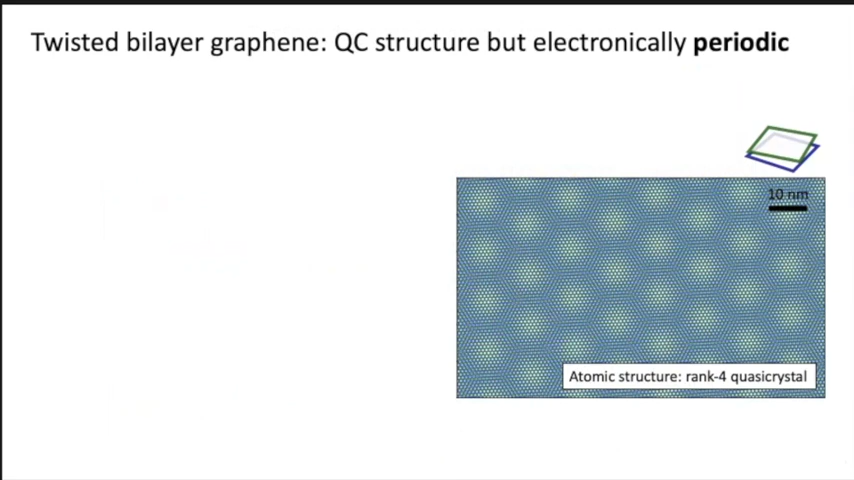 Twisted bilayer graphene: QC structure but electronically periodic
10 nm
Atomic structure: rank-4 quasicrystal